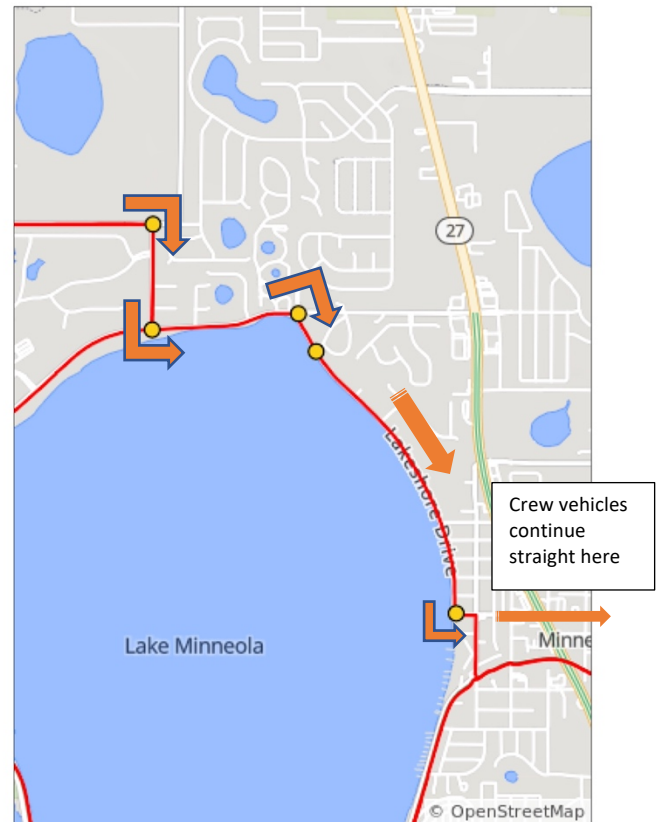 27
Lakeshore Drive
Crew vehicles
continue
straight here
Lake Minneola
Minne
© OpenStreetMap